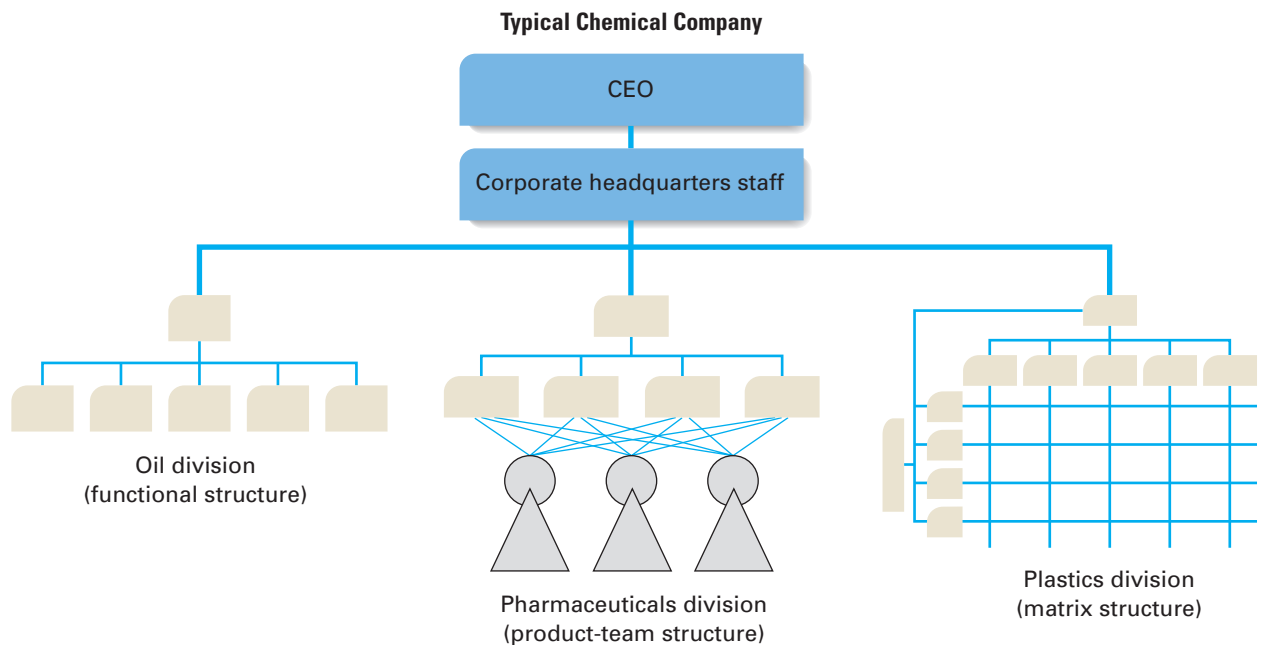 Typical Chemical Company
CEO
Corporate headquarters staff
Oil division
(functional structure)
Pharmaceuticals division
(product-team structure)
Plastics division
(matrix structure)